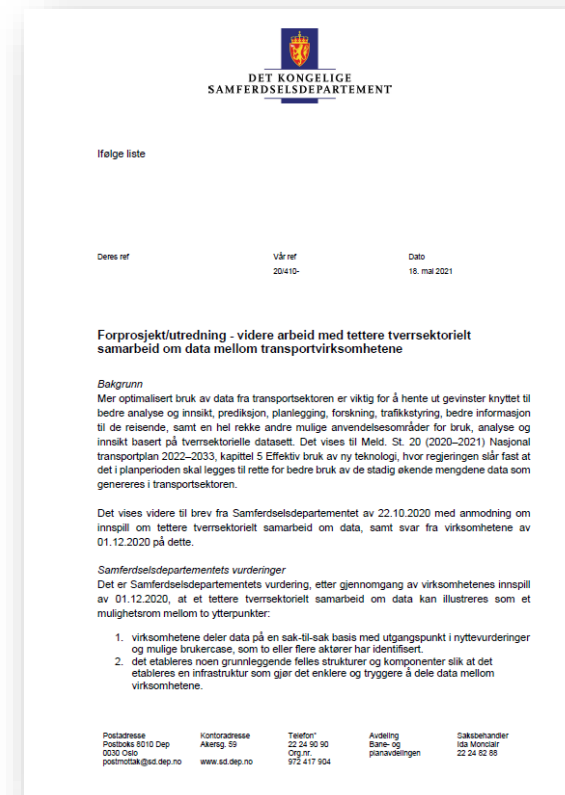 DET KONGELIGE
SAMFERDSELSDEPARTEMENT
Ifølge liste
Deres ref
Vår ref
Dato
20/410-
18. mai 2021
Forprosjekt/utredning - videre arbeid med tettere tverrsektorielt
samarbeid om data mellom transportvirksomhetene
Bakgrunn
Mer optimalisert bruk av data fra transportsektoren er viktig for å hente ut gevinster knyttet til
bedre analyse og innsikt, prediksjon, planlegging, forskning, trafikkstyring, bedre informasjon
til de reisende, samt en hel rekke andre mulige anvendelsesområder for bruk, analyse og
innsikt basert på tverrsektorielle datasett. Det vises til Meld. St. 20 (2020–2021) Nasjonal
transportplan 2022–2033, kapittel 5 Effektiv bruk av ny teknologi, hvor regjeringen slår fast at
det i planperioden skal legges til rette for bedre bruk av de stadig økende mengdene data som
genereres i transportsektoren.
Det vises videre til brev fra Samferdselsdepartementet av 22.10.2020 med anmodning om
innspill om tettere tverrsektorielt samarbeid om data, samt svar fra virksomhetene av
01.12.2020 på dette.
Samferdselsdepartementets vurderinger
Det er Samferdselsdepartementets vurdering, etter gjennomgang av virksomhetenes innspill
av 01.12.2020, at et tettere tverrsektorielt samarbeid om data kan illustreres som et
mulighetsrom mellom to ytterpunkter:
1. virksomhetene deler data på en sak-til-sak basis med utgangspunkt i nyttevurderinger
og mulige brukercase, som to eller flere aktører har identifisert.
2. det etableres noen grunnleggende felles strukturer og komponenter slik at det
etableres en infrastruktur som gjør det enklere og tryggere å dele data mellom
virksomhetene.
Postadresse
Postboks 8010 Dep
0030 Oslo
postmottak@sd.dep.no
Kontoradresse
Akersg. 59
www.sd.dep.no
Telefon*
22 24 90 90
Org.nr.
972 417 904
Avdeling
Bane- og
planavdelingen
Saksbehandler
Ida Monclair
22 24 82 88